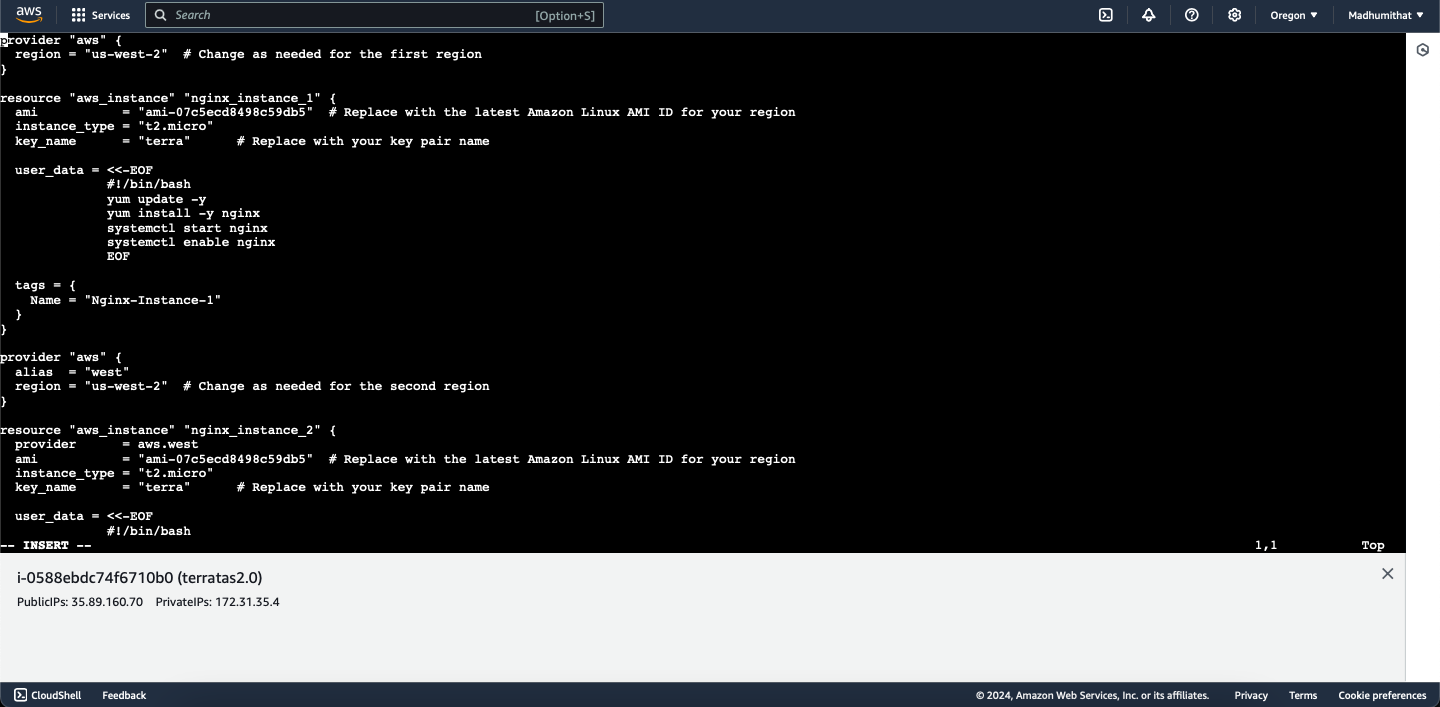 aws Services Search [Option+S] Oregon ▼ Madhumithat ▼
provider "aws" {
  region = "us-west-2"  # Change as needed for the first region
}

resource "aws_instance" "nginx_instance_1" {
  ami           = "ami-07c5ecd8498c59db5"  # Replace with the latest Amazon Linux AMI ID for your region
  instance_type = "t2.micro"
  key_name      = "terra"      # Replace with your key pair name

  user_data = <<-EOF
              #!/bin/bash
              yum update -y
              yum install -y nginx
              systemctl start nginx
              systemctl enable nginx
              EOF

  tags = {
    Name = "Nginx-Instance-1"
  }
}

provider "aws" {
  alias  = "west"
  region = "us-west-2"  # Change as needed for the second region
}

resource "aws_instance" "nginx_instance_2" {
  provider      = aws.west
  ami           = "ami-07c5ecd8498c59db5"  # Replace with the latest Amazon Linux AMI ID for your region
  instance_type = "t2.micro"
  key_name      = "terra"      # Replace with your key pair name

  user_data = <<-EOF
              #!/bin/bash
-- INSERT -- 1,1 Top
i-0588ebdc74f6710b0 (terratas2.0)
PublicIPs: 35.89.160.70 PrivateIPs: 172.31.35.4
CloudShell Feedback © 2024, Amazon Web Services, Inc. or its affiliates. Privacy Terms Cookie preferences